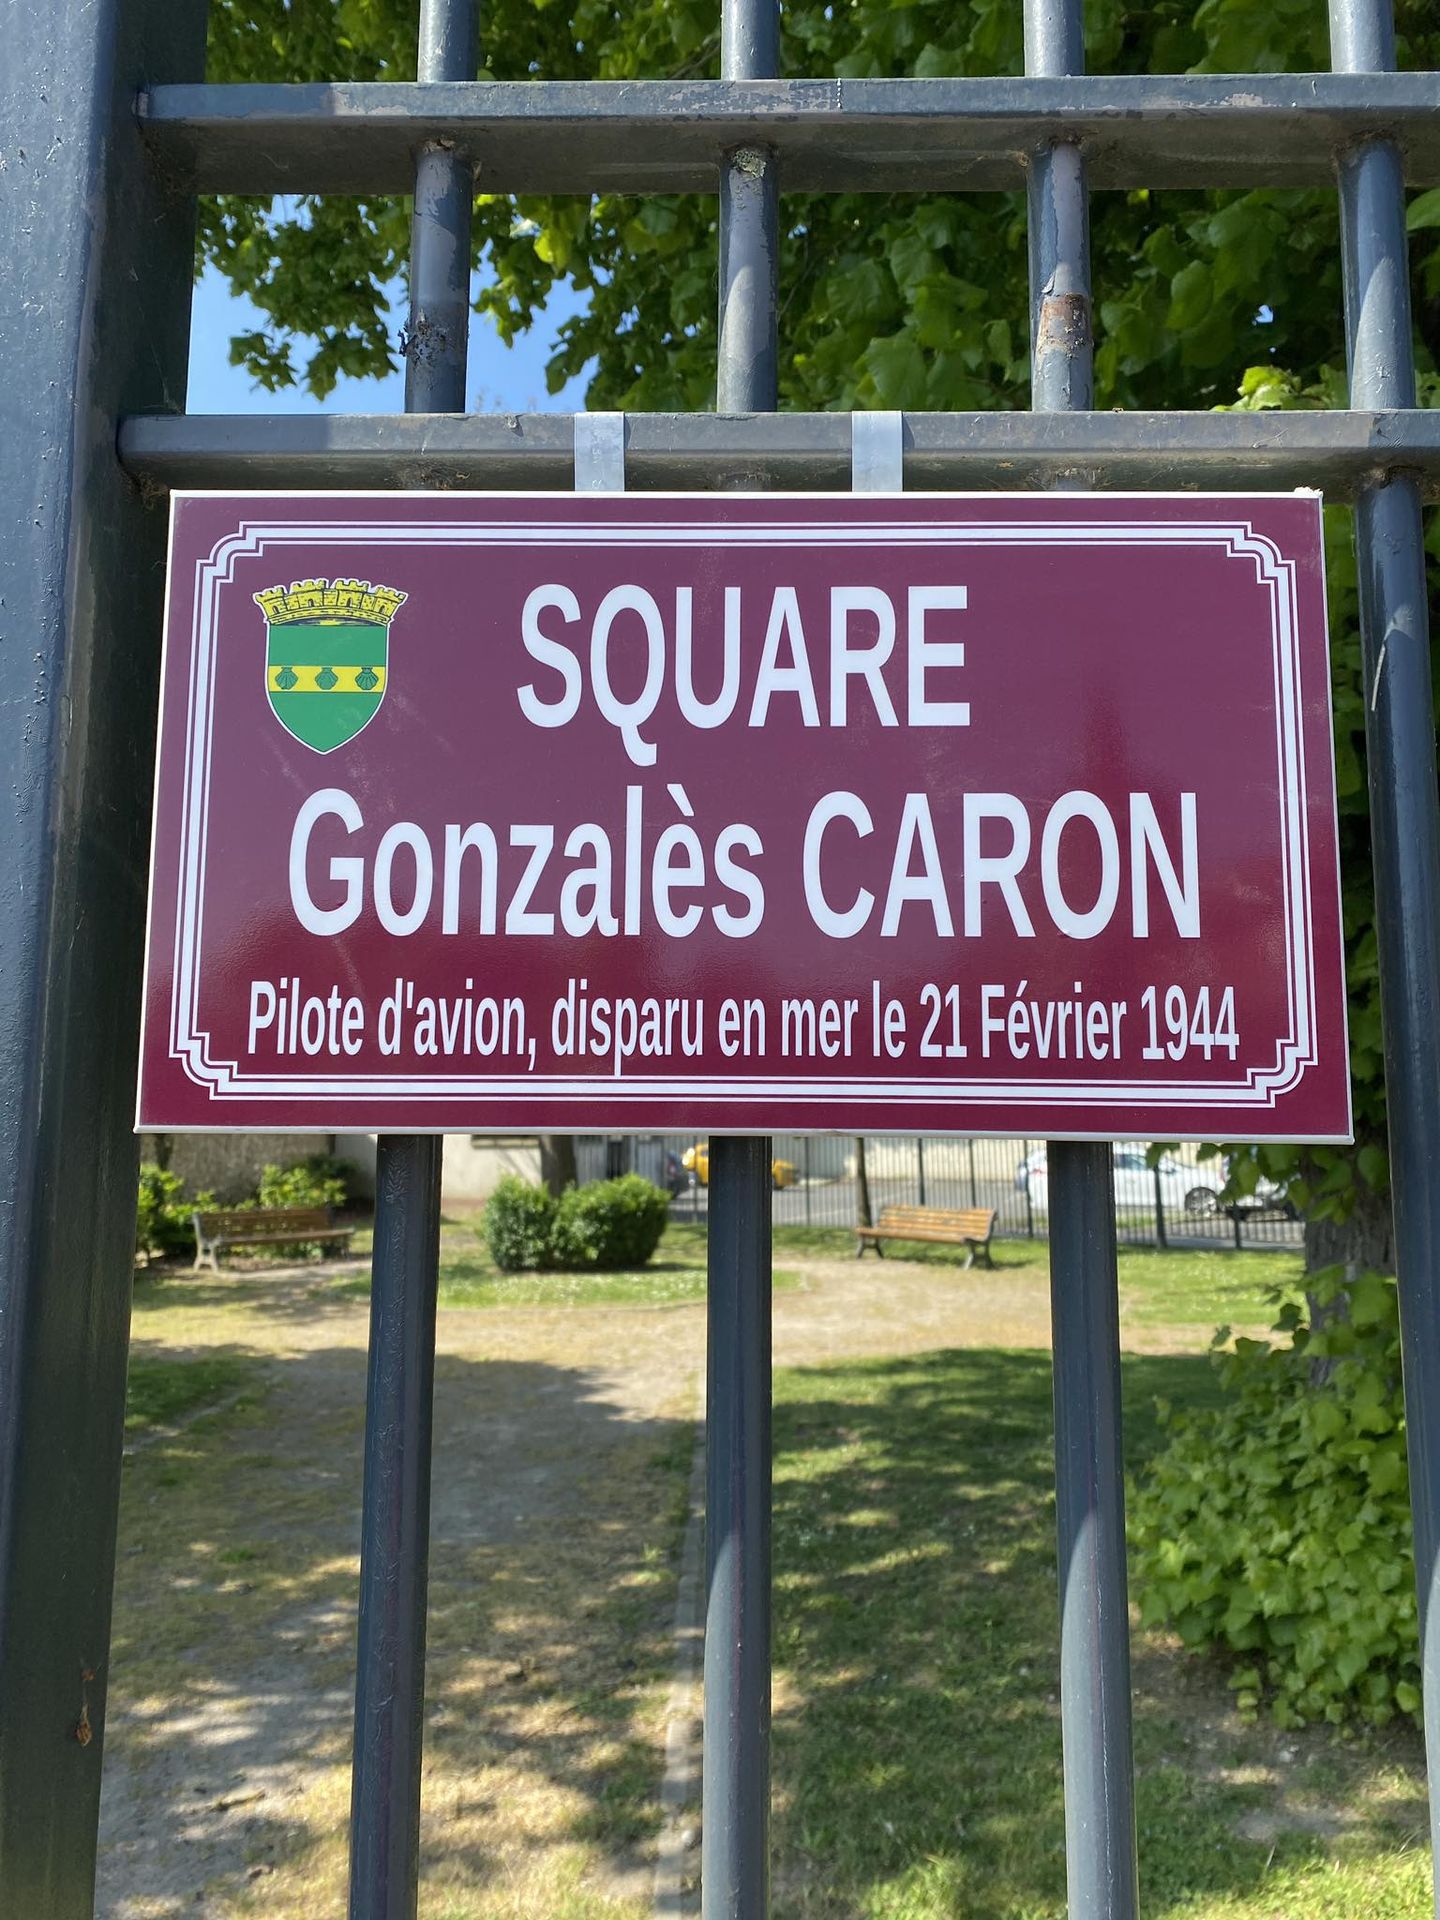 SQUARE
Gonzalès CARON
Pilote d'avion, disparu en mer le 21 Février 1944